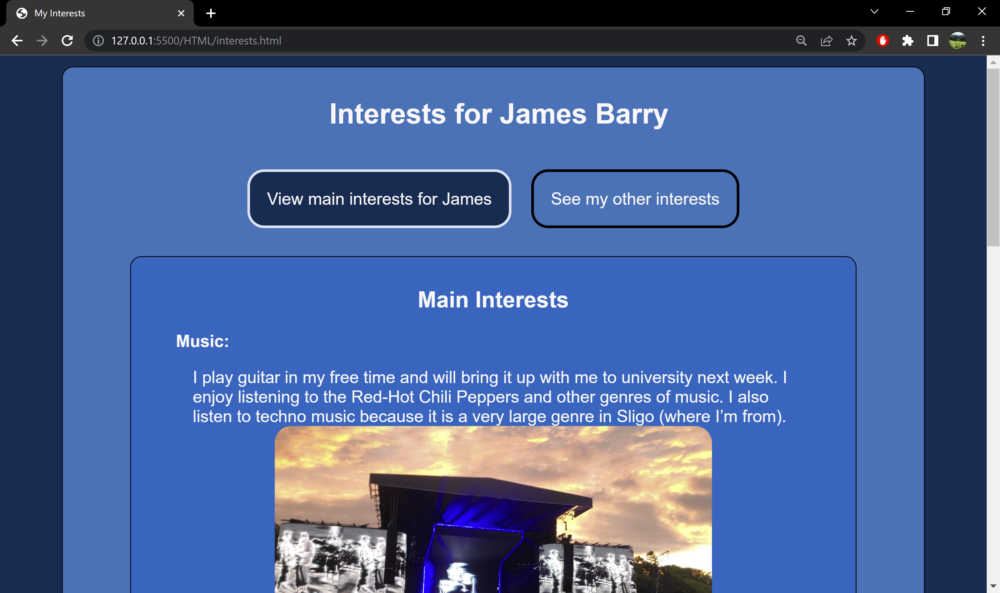 My Interests
127.0.0.1:5500/HTML/interests.html
Interests for James Barry
View main interests for James
See my other interests
Main Interests
Music:
I play guitar in my free time and will bring it up with me to university next week. I
enjoy listening to the Red-Hot Chili Peppers and other genres of music. I also
listen to techno music because it is a very large genre in Sligo (where I’m from).